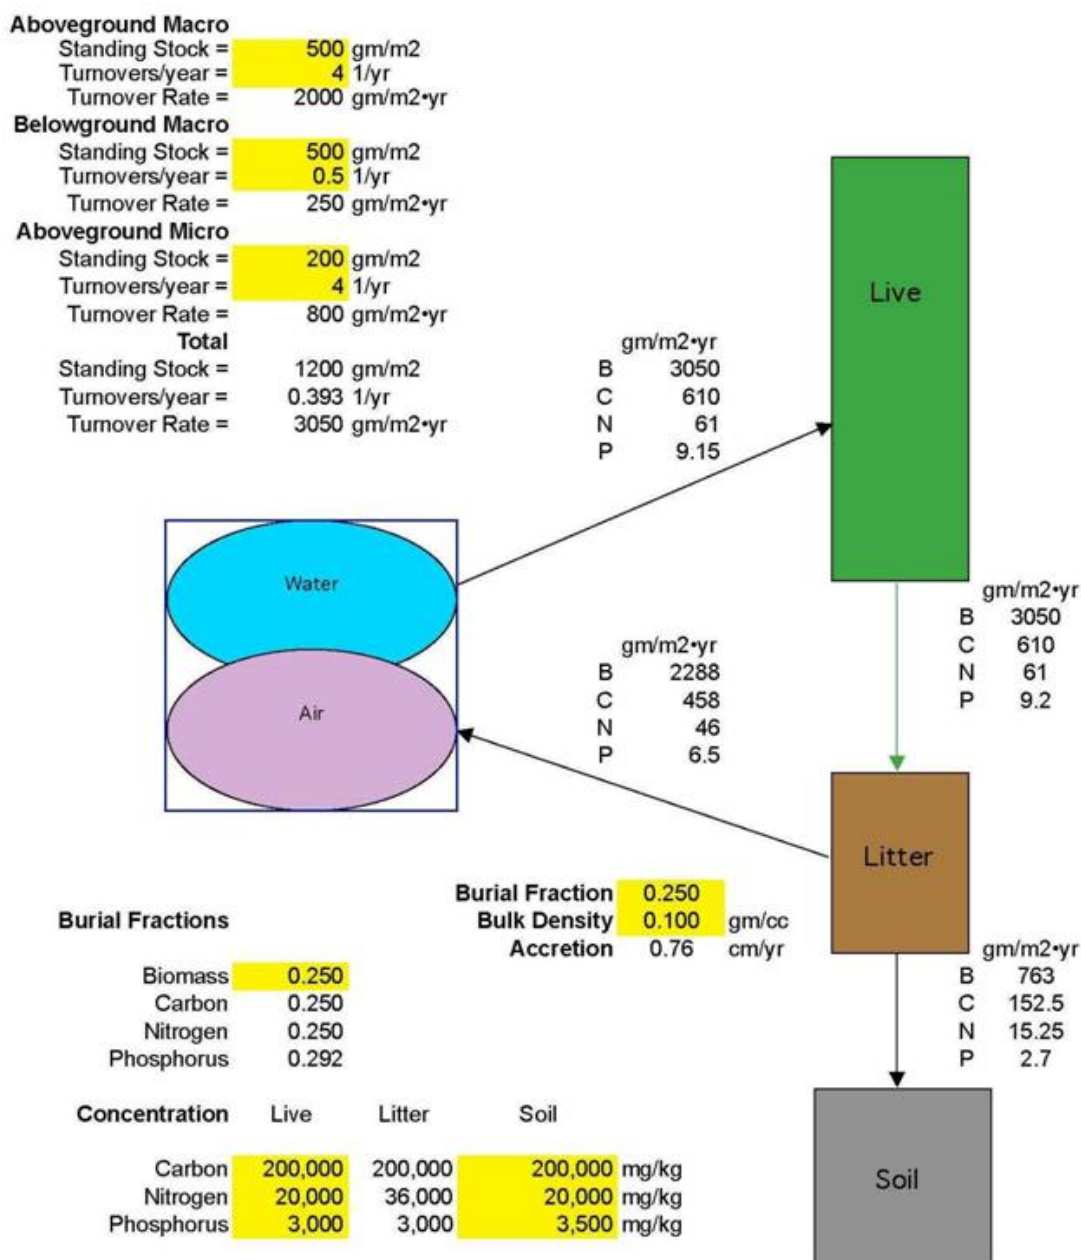 Aboveground Macro
Standing Stock = 500 gm/m2
Turnovers/year = 4 1/yr
Turnover Rate = 2000 gm/m2•yr
Belowground Macro
Standing Stock = 500 gm/m2
Turnovers/year = 0.5 1/yr
Turnover Rate = 250 gm/m2•yr
Aboveground Micro
Standing Stock = 200 gm/m2
Turnovers/year = 4 1/yr
Turnover Rate = 800 gm/m2•yr
Total
Standing Stock = 1200 gm/m2
Turnovers/year = 0.393 1/yr
Turnover Rate = 3050 gm/m2•yr
gm/m2•yr
B 3050
C 610
N 61
P 9.15
Live
Water
Air
gm/m2•yr
B 2288
C 458
N 46
P 6.5
gm/m2•yr
B 3050
C 610
N 61
P 9.2
Litter
Burial Fraction 0.250
Bulk Density 0.100 gm/cc
Accretion 0.76 cm/yr
gm/m2•yr
B 763
C 152.5
N 15.25
P 2.7
Burial Fractions
Biomass 0.250
Carbon 0.250
Nitrogen 0.250
Phosphorus 0.292
Concentration Live Litter Soil
Carbon 200,000 200,000 200,000 mg/kg
Nitrogen 20,000 36,000 20,000 mg/kg
Phosphorus 3,000 3,000 3,500 mg/kg
Soil